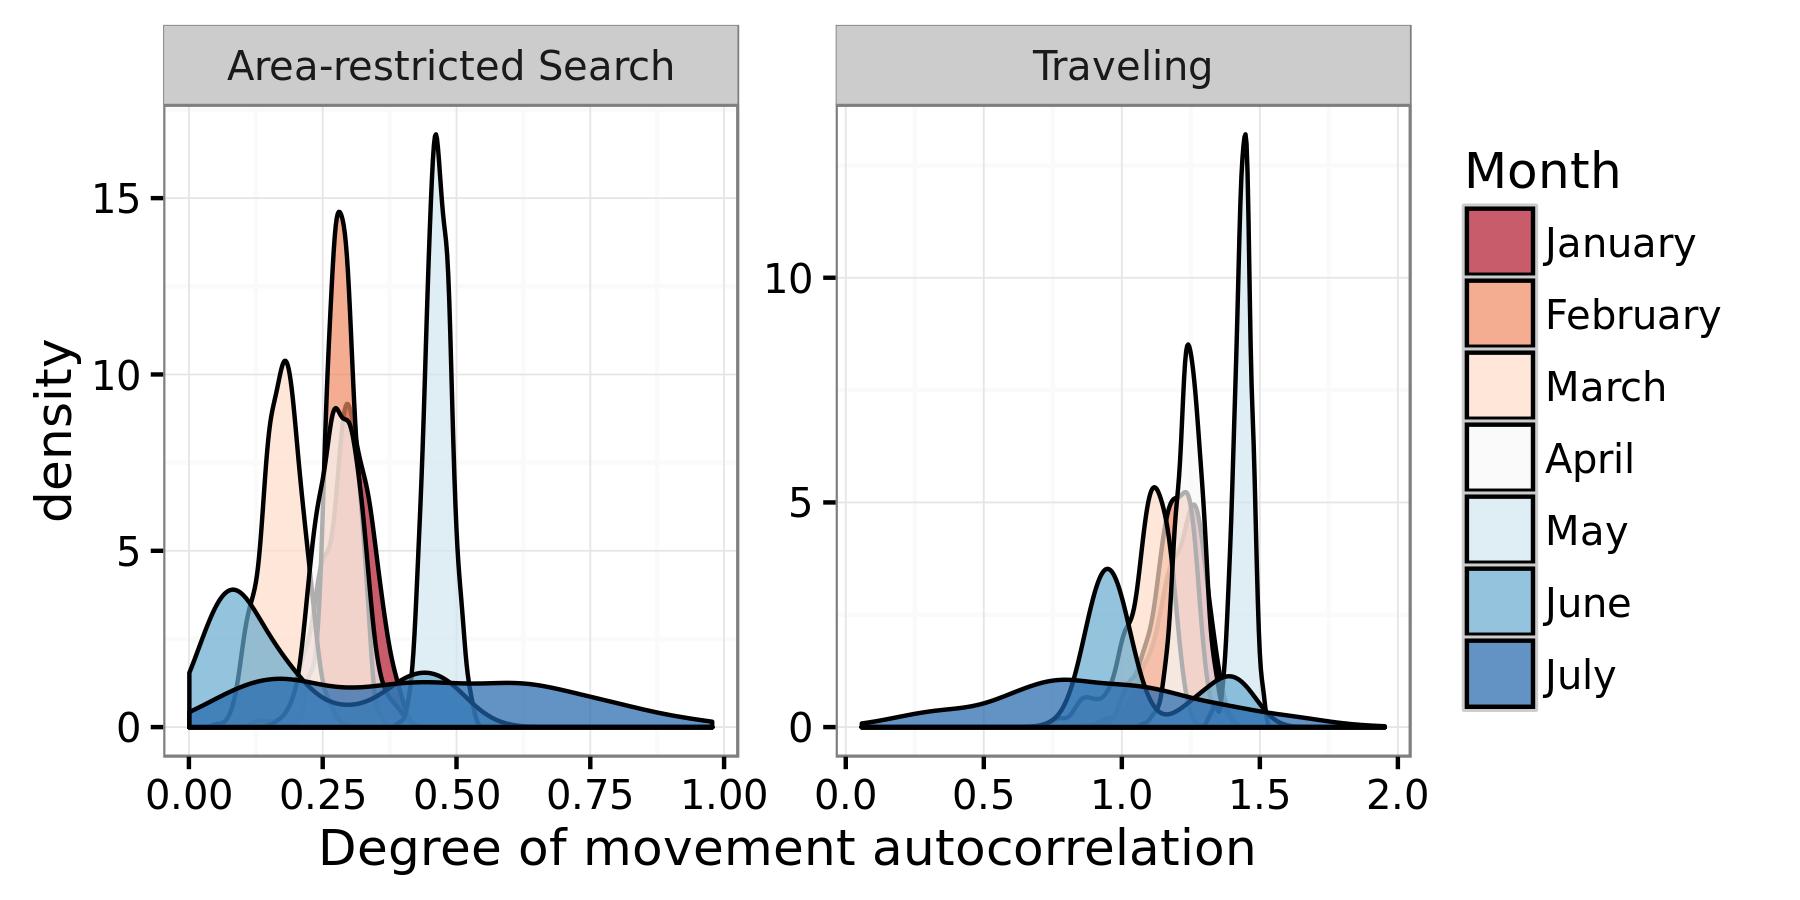 Area-restricted Search
Traveling
density
15
10
5
0
10
5
0
0.00 0.25 0.50 0.75 1.00
0.0 0.5 1.0 1.5 2.0
Degree of movement autocorrelation
Month
January
February
March
April
May
June
July